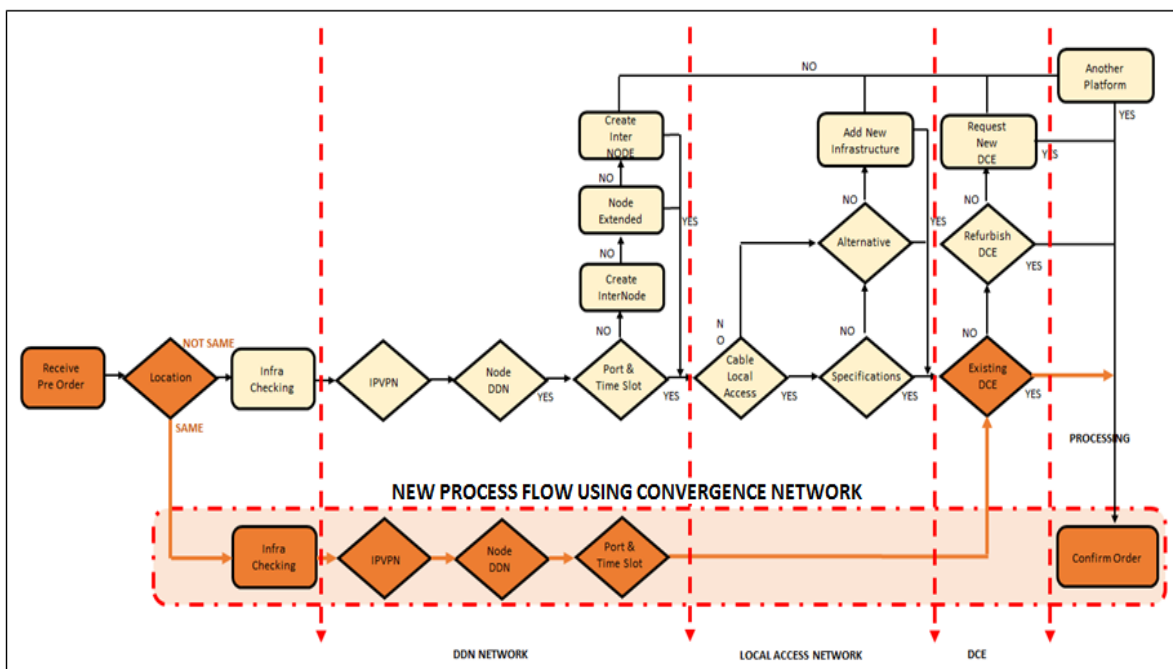 NO
Another
Platform
YES
Create
Inter
NODE
Add New
Infrastructure
Request
New
DCE
YES
NO
Node
Extended
YES
NO
NO
YES
NO
Alternative
Refurbish
DCE
YES
Create
InterNode
NO
N
O
NO
NO
NOT SAME
Receive
Pre Order
Location
Infra
Checking
IPVPN
Node
DDN
YES
Port &
Time Slot
YES
Cable
Local
Access
YES
Specifications
YES
Existing
DCE
YES
SAME
PROCESSING
NEW PROCESS FLOW USING CONVERGENCE NETWORK
Infra
Checking
IPVPN
Node
DDN
Port &
Time Slot
Confirm Order
DDN NETWORK
LOCAL ACCESS NETWORK
DCE